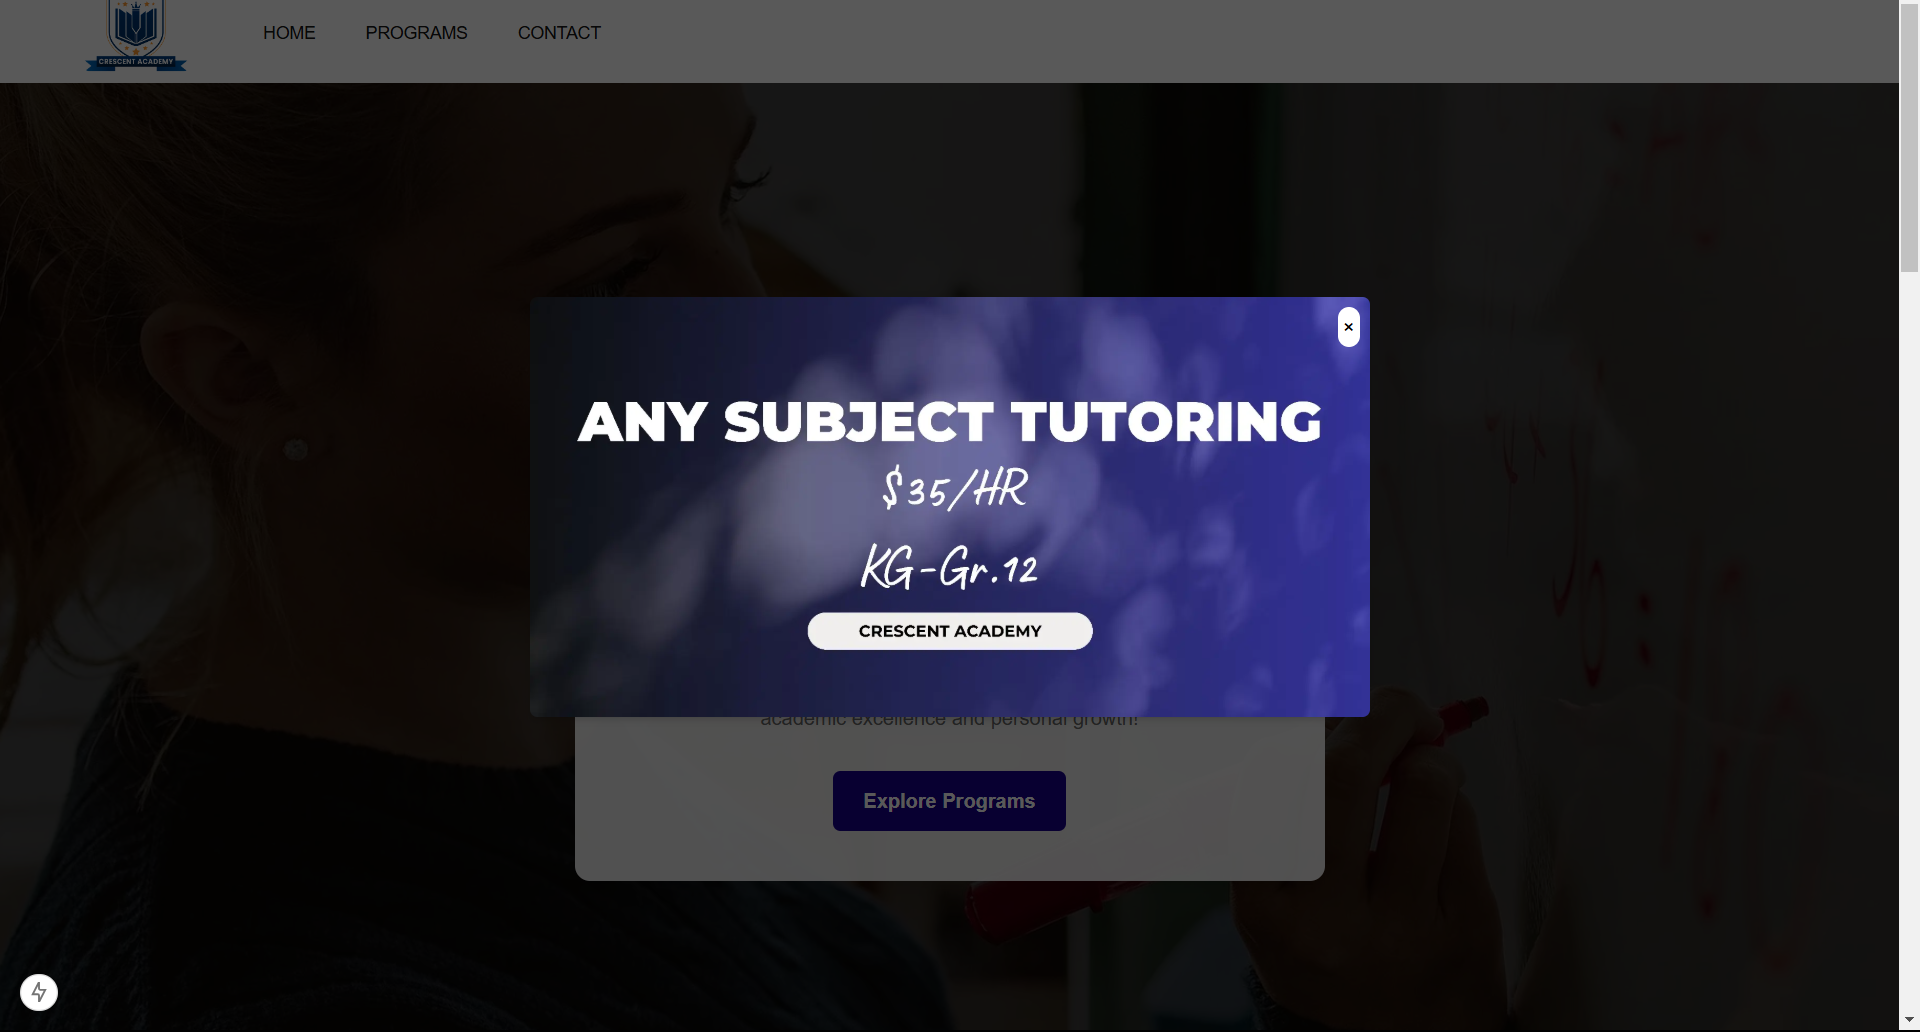 HOME PROGRAMS CONTACT
CRESCENT ACADEMY
×
ANY SUBJECT TUTORING
$35/HR
KG-Gr.12
CRESCENT ACADEMY
academic excellence and personal growth!
Explore Programs